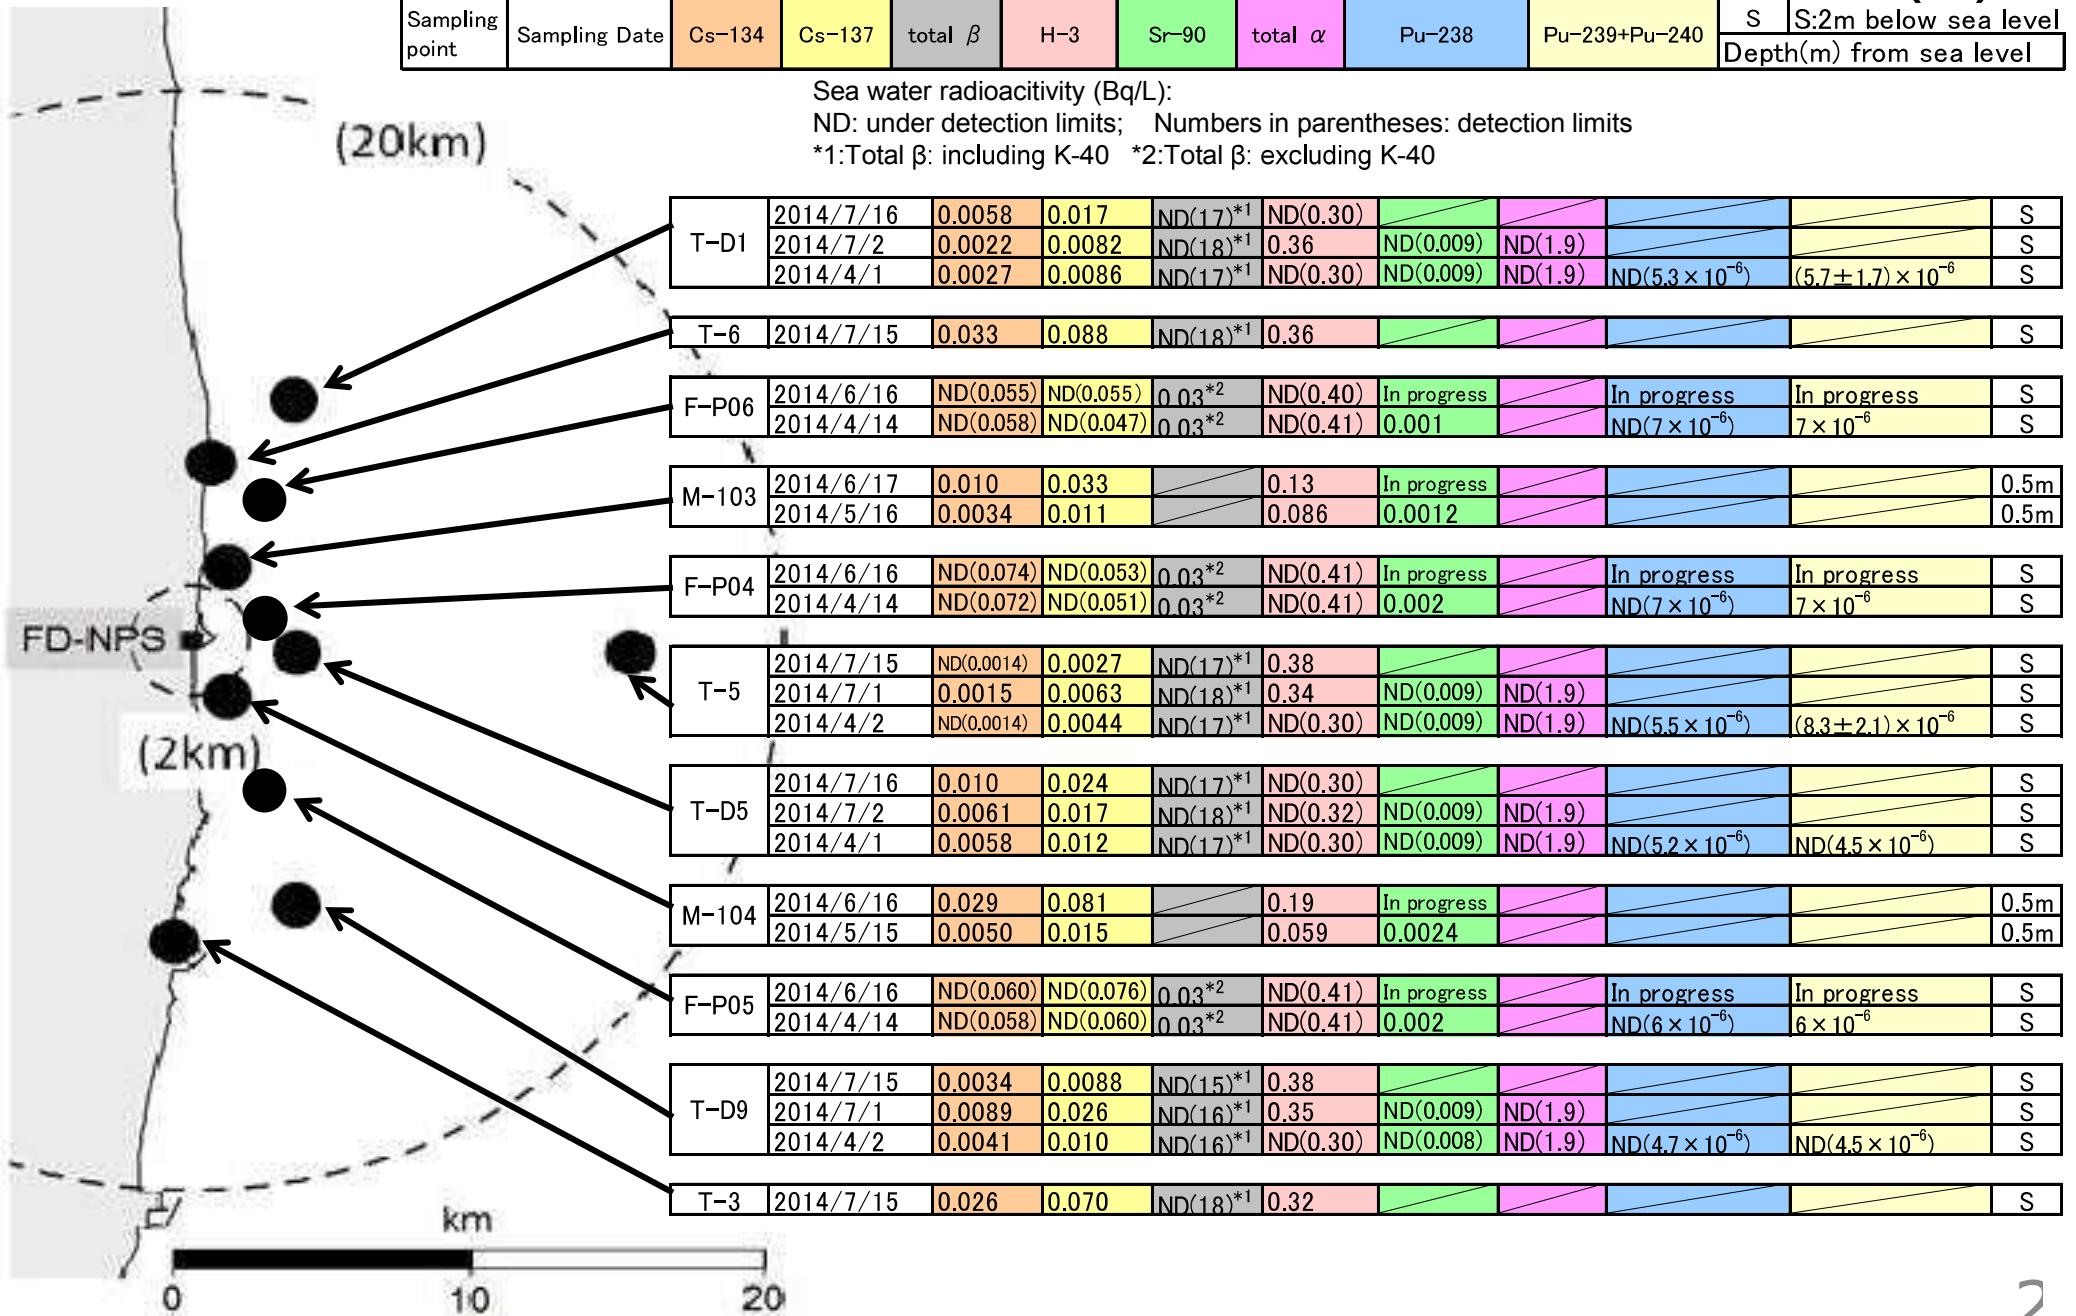 Sampling point Sampling Date Cs-134 Cs-137 total β H-3 Sr-90 total α Pu-238 Pu-239+Pu-240 S S:2m below sea level
Depth(m) from sea level
Sea water radioacitivity (Bq/L):
ND: under detection limits; Numbers in parentheses: detection limits
*1:Total β: including K-40 *2:Total β: excluding K-40
(20km)
T-D1
2014/7/16 0.0058 0.017 ND(17)*1 ND(0.30) S
2014/7/2 0.0022 0.0082 ND(18)*1 0.36 ND(0.009) ND(1.9) S
2014/4/1 0.0027 0.0086 ND(17)*1 ND(0.30) ND(0.009) ND(1.9) ND(5.3×10⁻⁶) (5.7±1.7)×10⁻⁶ S
T-6 2014/7/15 0.033 0.088 ND(18)*1 0.36 S
F-P06
2014/6/16 ND(0.055) ND(0.055) 0.03*2 ND(0.40) In progress In progress In progress S
2014/4/14 ND(0.058) ND(0.047) 0.03*2 ND(0.41) 0.001 ND(7×10⁻⁶) 7×10⁻⁶ S
M-103
2014/6/17 0.010 0.033 0.13 In progress 0.5m
2014/5/16 0.0034 0.011 0.086 0.0012 0.5m
F-P04
2014/6/16 ND(0.074) ND(0.053) 0.03*2 ND(0.41) In progress In progress In progress S
2014/4/14 ND(0.072) ND(0.051) 0.03*2 ND(0.41) 0.002 ND(7×10⁻⁶) 7×10⁻⁶ S
FD-NPS
T-5
2014/7/15 ND(0.0014) 0.0027 ND(17)*1 0.38 S
2014/7/1 0.0015 0.0063 ND(18)*1 0.34 ND(0.009) ND(1.9) S
2014/4/2 ND(0.0014) 0.0044 ND(17)*1 ND(0.30) ND(0.009) ND(1.9) ND(5.5×10⁻⁶) (8.3±2.1)×10⁻⁶ S
(2km)
T-D5
2014/7/16 0.010 0.024 ND(17)*1 ND(0.30) S
2014/7/2 0.0061 0.017 ND(18)*1 ND(0.32) ND(0.009) ND(1.9) S
2014/4/1 0.0058 0.012 ND(17)*1 ND(0.30) ND(0.009) ND(1.9) ND(5.2×10⁻⁶) ND(4.5×10⁻⁶) S
M-104
2014/6/16 0.029 0.081 0.19 In progress 0.5m
2014/5/15 0.0050 0.015 0.059 0.0024 0.5m
F-P05
2014/6/16 ND(0.060) ND(0.076) 0.03*2 ND(0.41) In progress In progress In progress S
2014/4/14 ND(0.058) ND(0.060) 0.03*2 ND(0.41) 0.002 ND(6×10⁻⁶) 6×10⁻⁶ S
T-D9
2014/7/15 0.0034 0.0088 ND(15)*1 0.38 S
2014/7/1 0.0089 0.026 ND(16)*1 0.35 ND(0.009) ND(1.9) S
2014/4/2 0.0041 0.010 ND(16)*1 ND(0.30) ND(0.008) ND(1.9) ND(4.7×10⁻⁶) ND(4.5×10⁻⁶) S
T-3 2014/7/15 0.026 0.070 ND(18)*1 0.32 S
km
0 10 20
2